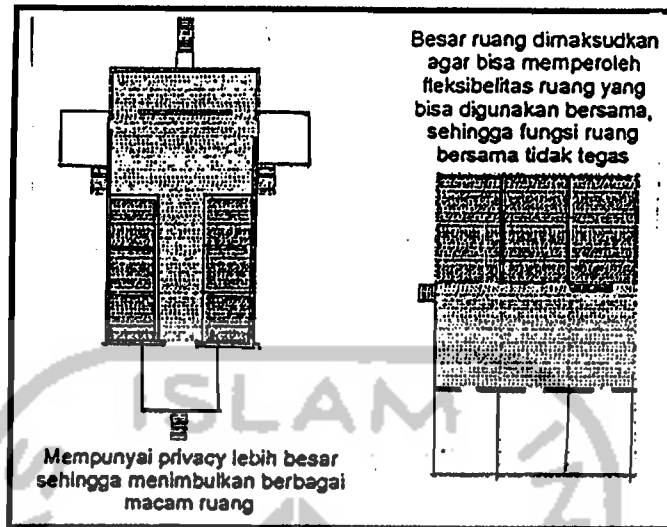 Besar ruang dimaksudkan
agar bisa memperoleh
fleksibelitas ruang yang
bisa digunakan bersama,
sehingga fungsi ruang
bersama tidak tegas
ISLAM
Mempunyai privacy lebih besar
sehingga menimbulkan berbagai
macam ruang